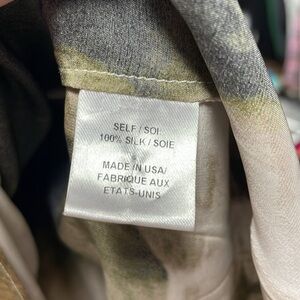 SELF / SOI
100% SILK / SOIE
MADE IN USA/
FABRIQUE AUX
ETATS-UNIS